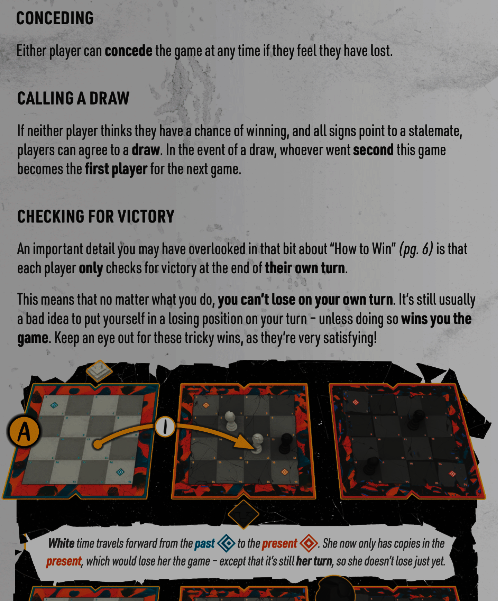 CONCEDING
Either player can concede the game at any time if they feel they have lost.
CALLING A DRAW
If neither player thinks they have a chance of winning, and all signs point to a stalemate,
players can agree to a draw. In the event of a draw, whoever went second this game
becomes the first player for the next game.
CHECKING FOR VICTORY
An important detail you may have overlooked in that bit about “How to Win” (pg. 6) is that
each player only checks for victory at the end of their own turn.
This means that no matter what you do, you can’t lose on your own turn. It’s still usually
a bad idea to put yourself in a losing position on your turn – unless doing so wins you the
game. Keep an eye out for these tricky wins, as they’re very satisfying!
A
1
White time travels forward from the past to the present. She now only has copies in the
present, which would lose her the game – except that it’s still her turn, so she doesn’t lose just yet.